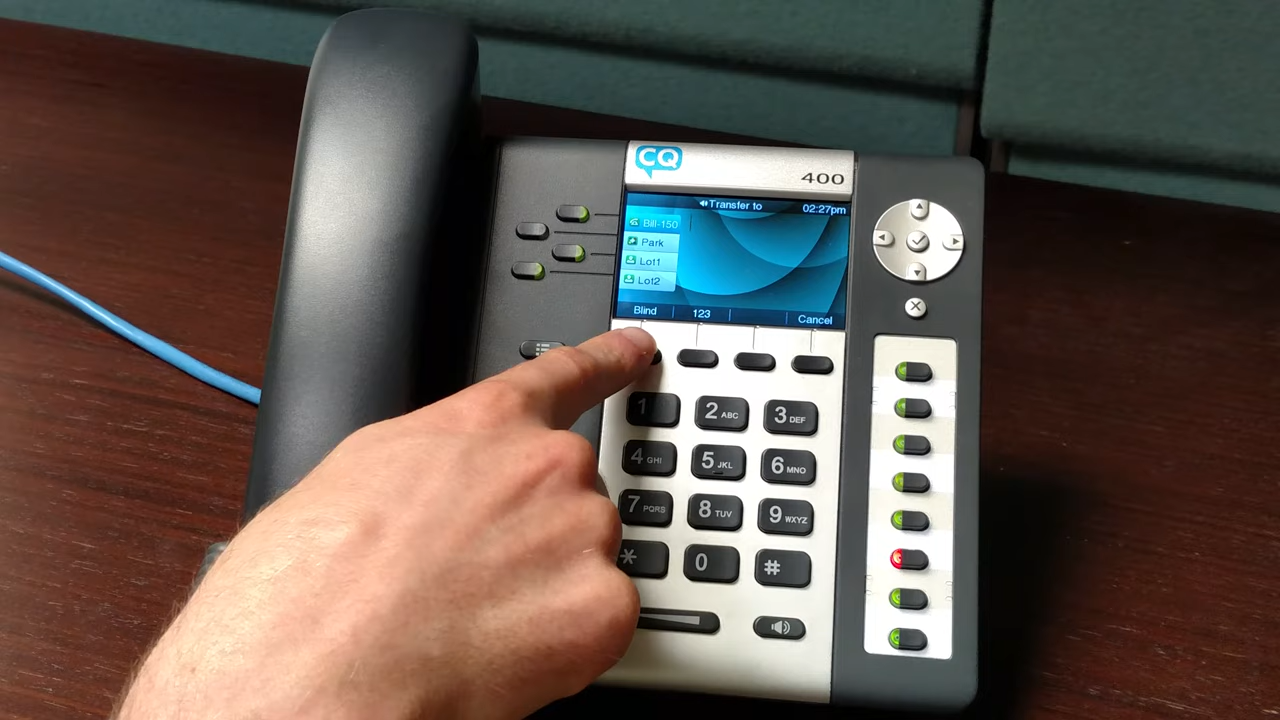 CQ
400
Transfer to 02:27pm
Bill-150
Park
Lot1
Lot2
Blind 123 Cancel
1 2 ABC 3 DEF
4 GHI 5 JKL 6 MNO
7 PQRS 8 TUV 9 WXYZ
* 0 #